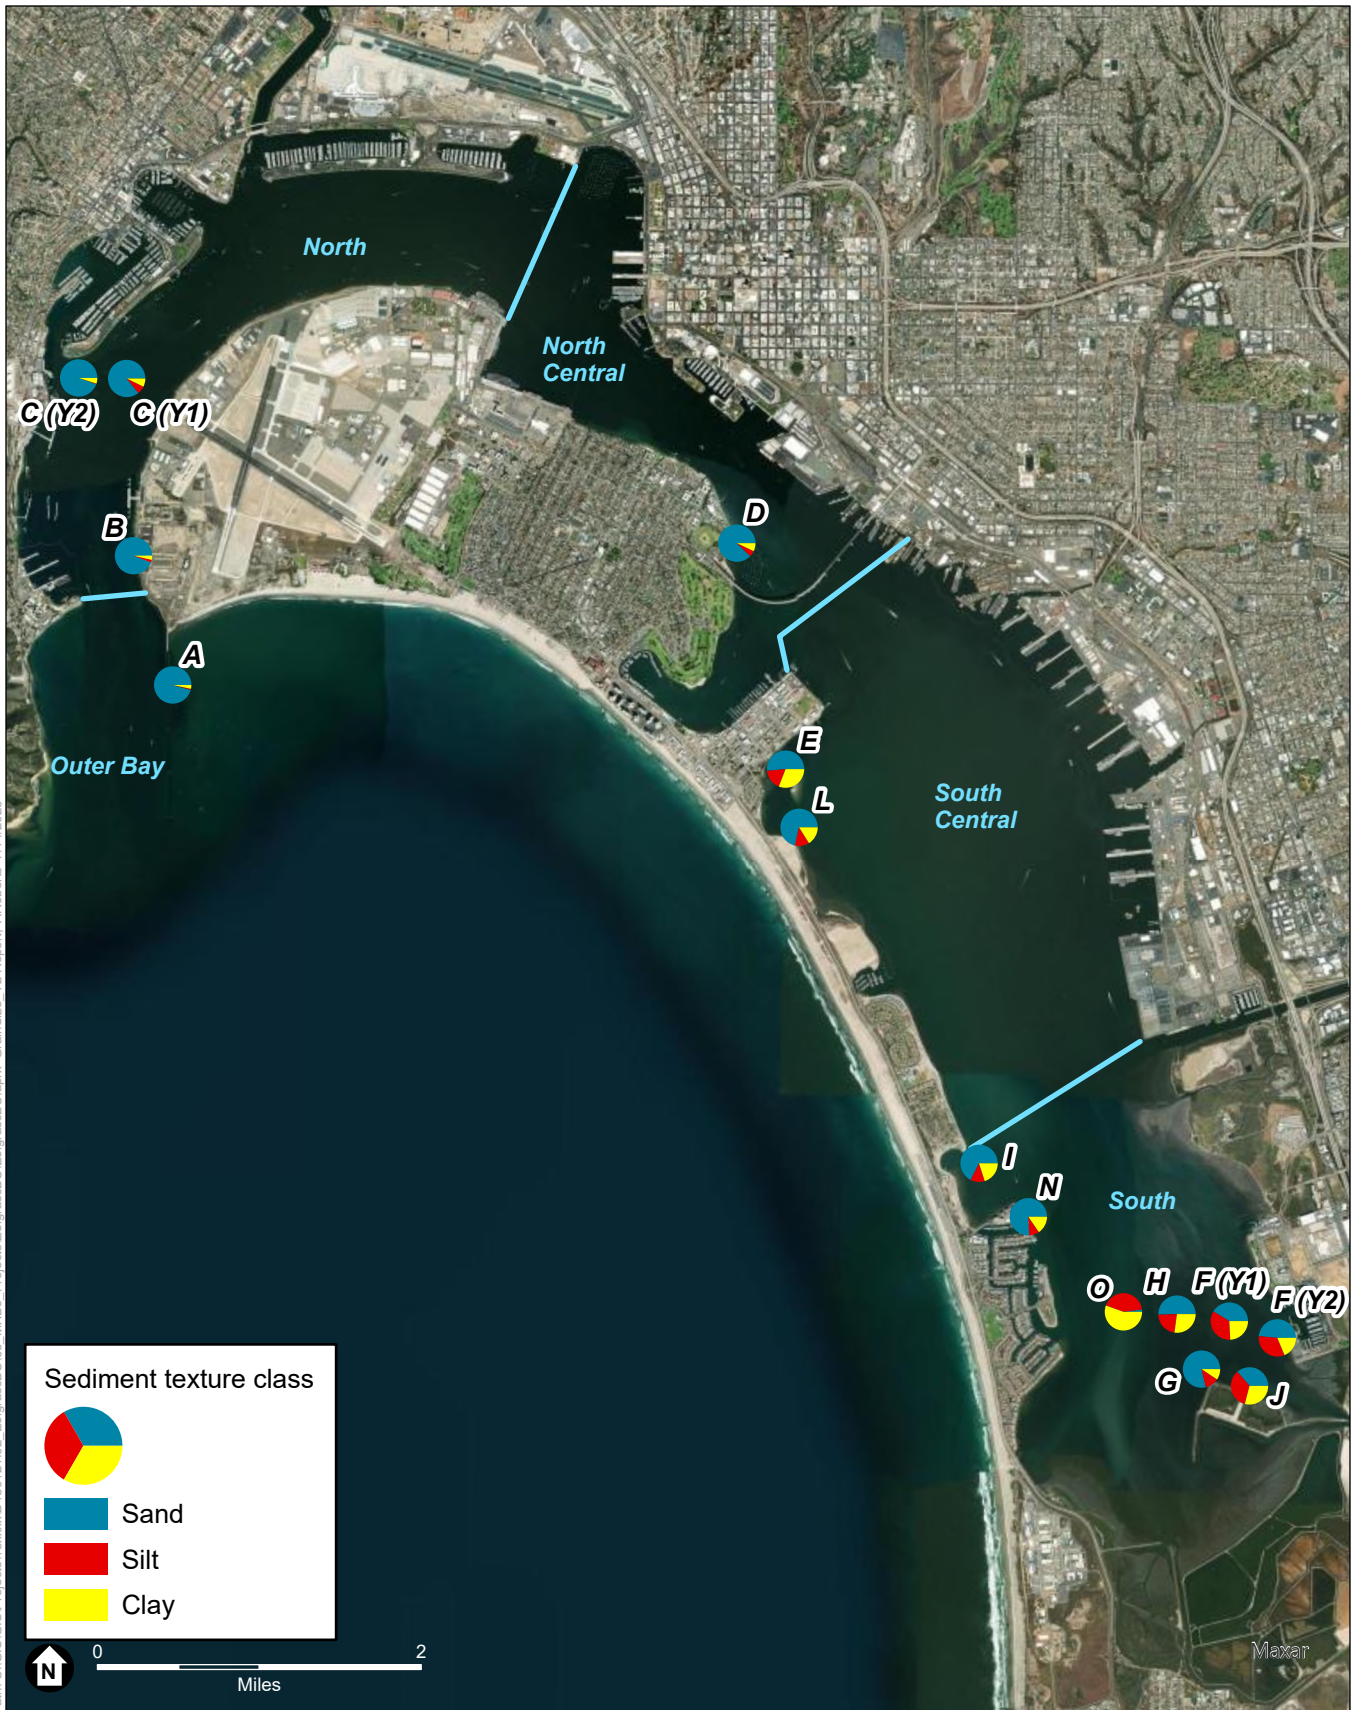 North
North
Central
C (Y2)
C (Y1)
B
D
A
Outer Bay
E
L
South
Central
I
N
South
O
H
F (Y1)
F (Y2)
G
J
Sediment texture class
Sand
Silt
Clay
N
0
2
Miles
Maxar